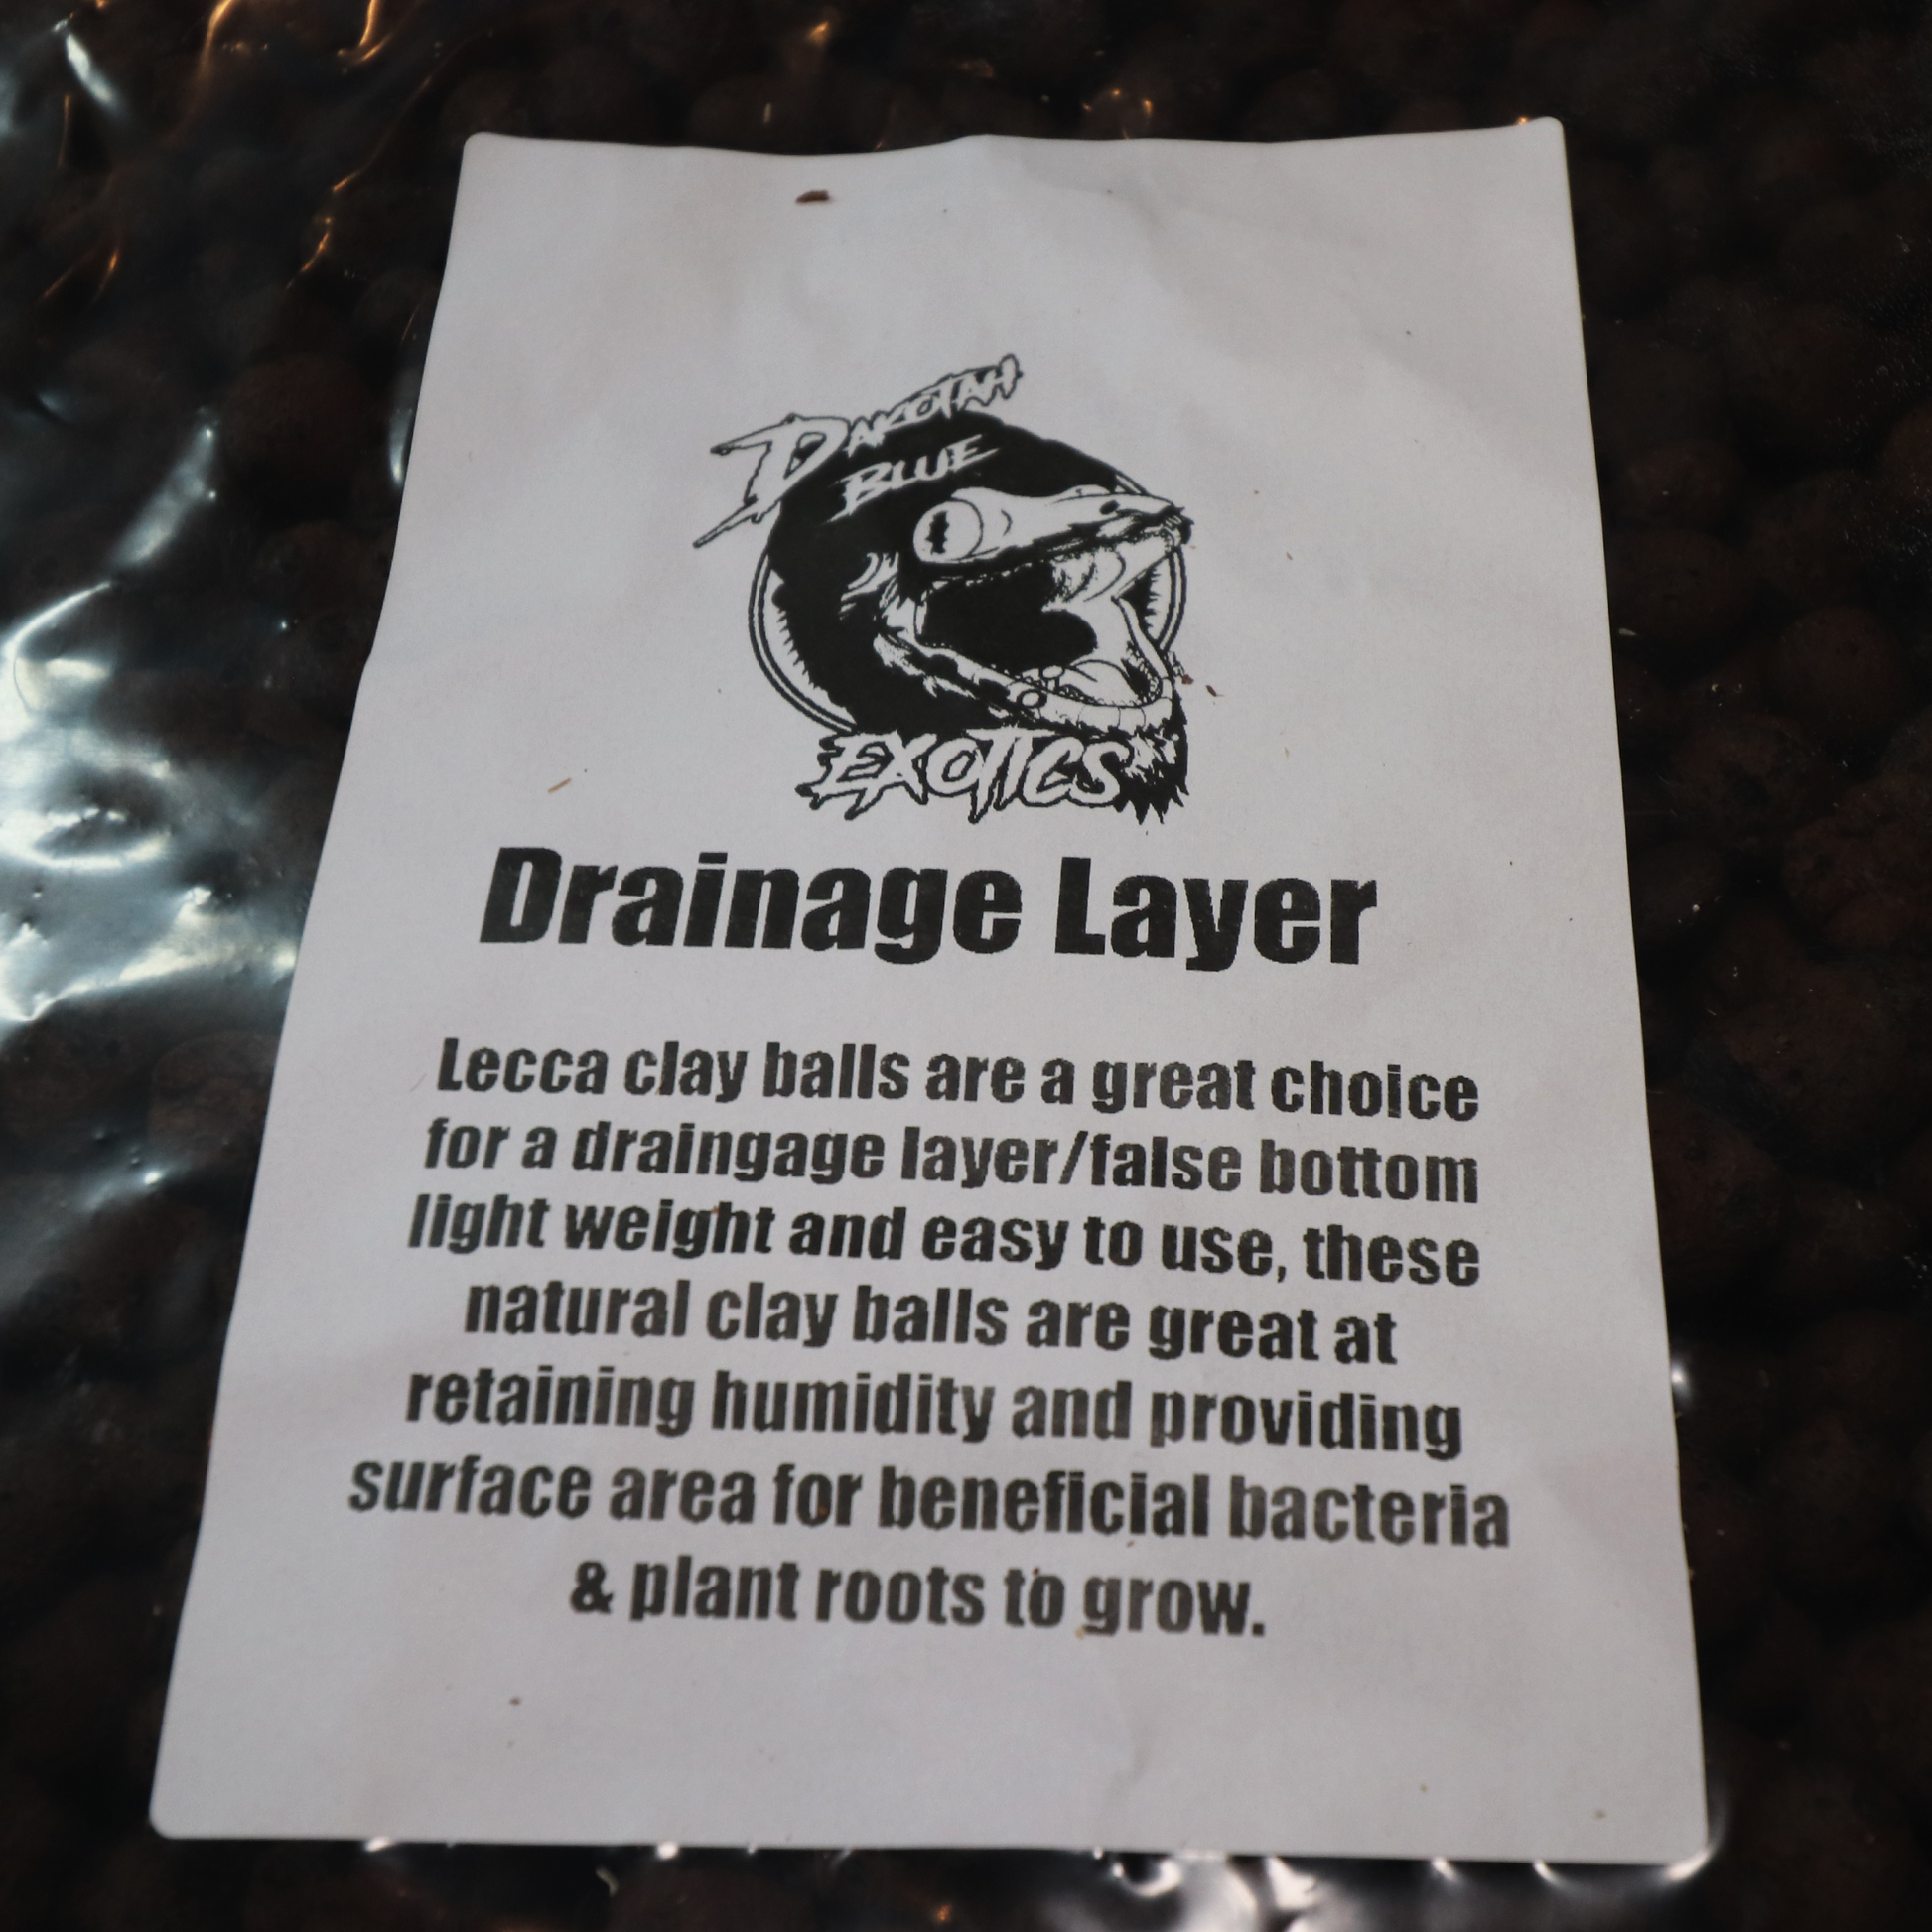 DAKOTAH
BLUE
EXOTICS
Drainage Layer
Lecca clay balls are a great choice
for a draingage layer/false bottom
light weight and easy to use, these
natural clay balls are great at
retaining humidity and providing
surface area for beneficial bacteria
& plant roots to grow.